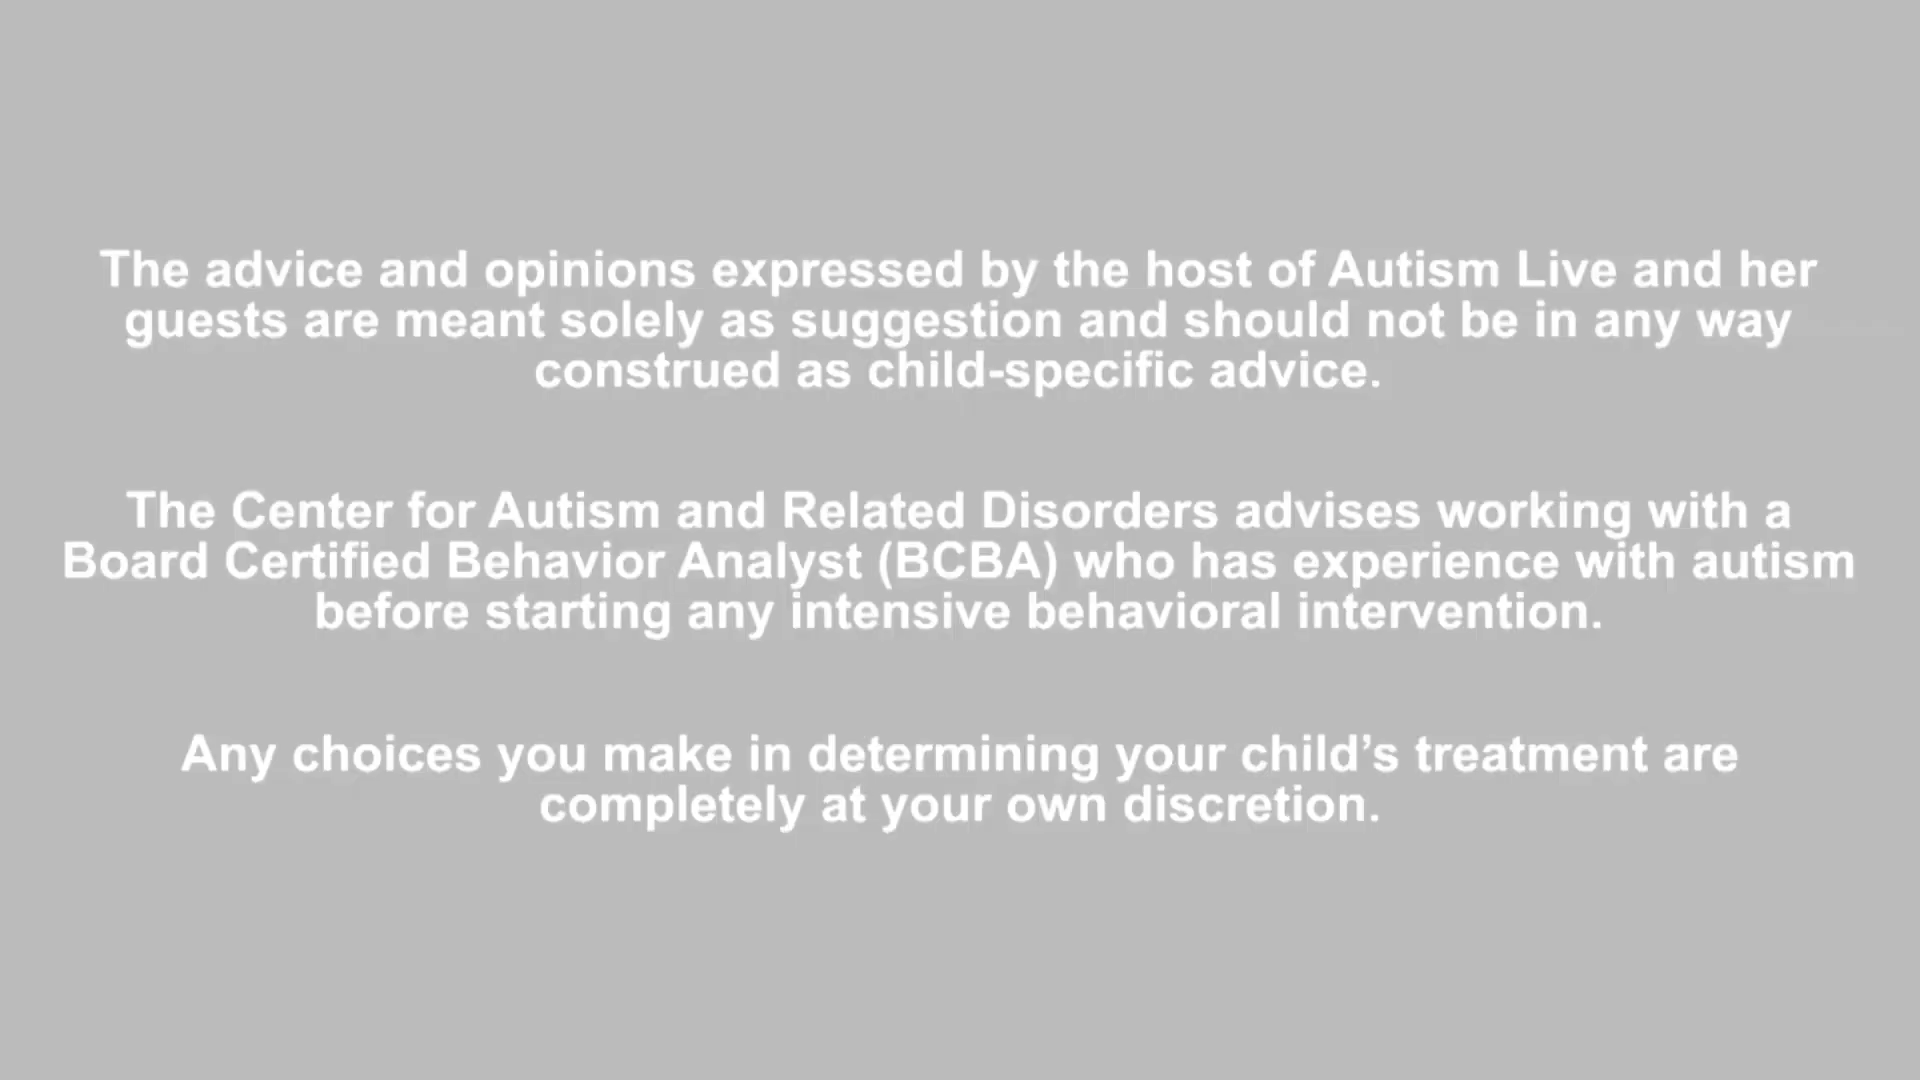 The advice and opinions expressed by the host of Autism Live and her
guests are meant solely as suggestion and should not be in any way
construed as child-specific advice.
The Center for Autism and Related Disorders advises working with a
Board Certified Behavior Analyst (BCBA) who has experience with autism
before starting any intensive behavioral intervention.
Any choices you make in determining your child’s treatment are
completely at your own discretion.